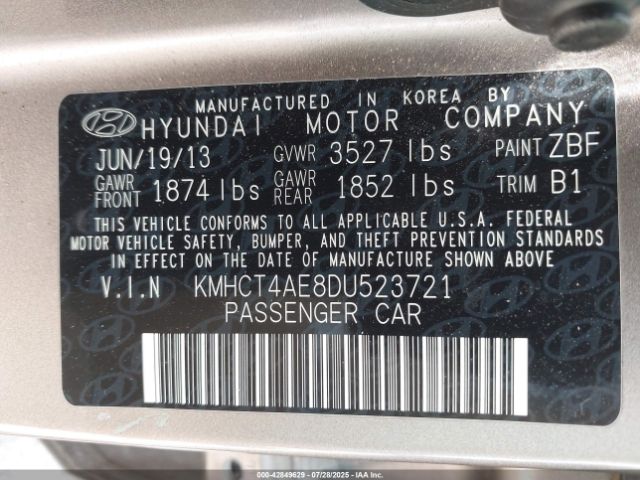 MANUFACTURED IN KOREA BY
HYUNDAI MOTOR COMPANY
JUN/19/13 GVWR 3527 lbs PAINT ZBF
GAWR FRONT 1874 lbs GAWR REAR 1852 lbs TRIM B1
THIS VEHICLE CONFORMS TO ALL APPLICABLE U.S.A. FEDERAL
MOTOR VEHICLE SAFETY, BUMPER, AND THEFT PREVENTION STANDARDS
IN EFFECT ON THE DATE OF MANUFACTURE SHOWN ABOVE.
V.I.N KMHCT4AE8DU523721
PASSENGER CAR
000-42849629 - 07/28/2025 - COPYRIGHT IAA, LLC.